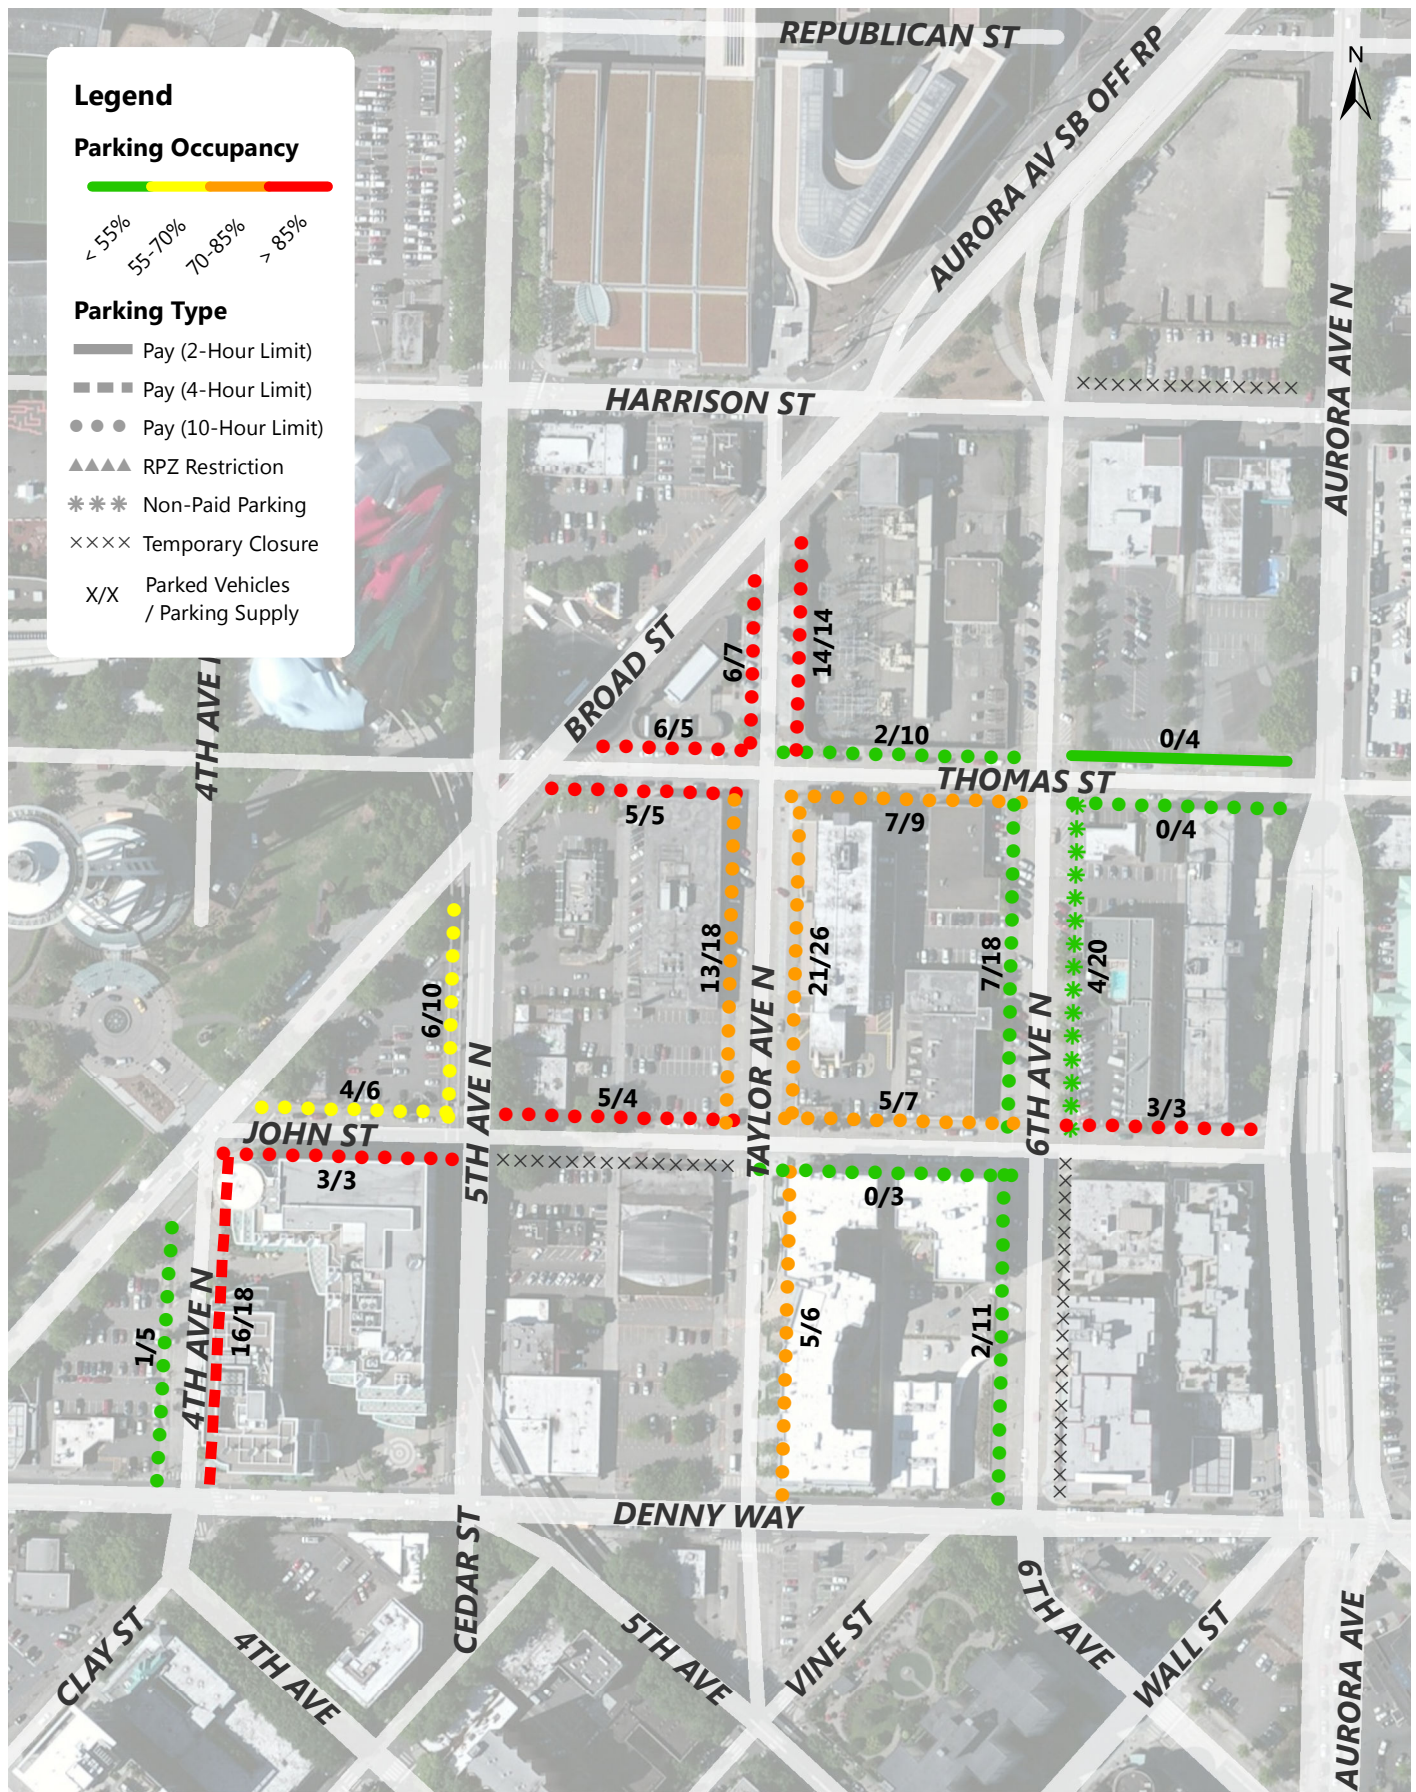 REPUBLICAN ST
AURORA AV SB OFF RP
N
Legend
Parking Occupancy
< 55%
55-70%
70-85%
> 85%
Parking Type
Pay (2-Hour Limit)
Pay (4-Hour Limit)
Pay (10-Hour Limit)
RPZ Restriction
Non-Paid Parking
Temporary Closure
X/X
Parked Vehicles
/ Parking Supply
HARRISON ST
AURORA AVE N
BROAD ST
6/7
14/14
4TH AVE N
6/5
2/10
0/4
THOMAS ST
5/5
7/9
0/4
13/18
21/26
7/18
4/20
6/10
TAYLOR AVE N
6TH AVE N
5TH AVE N
4/6
5/4
5/7
3/3
JOHN ST
3/3
0/3
1/5
4TH AVE N
16/18
5/6
2/11
DENNY WAY
CEDAR ST
CLAY ST
4TH AVE
5TH AVE
VINE ST
6TH AVE
WALL ST
AURORA AVE